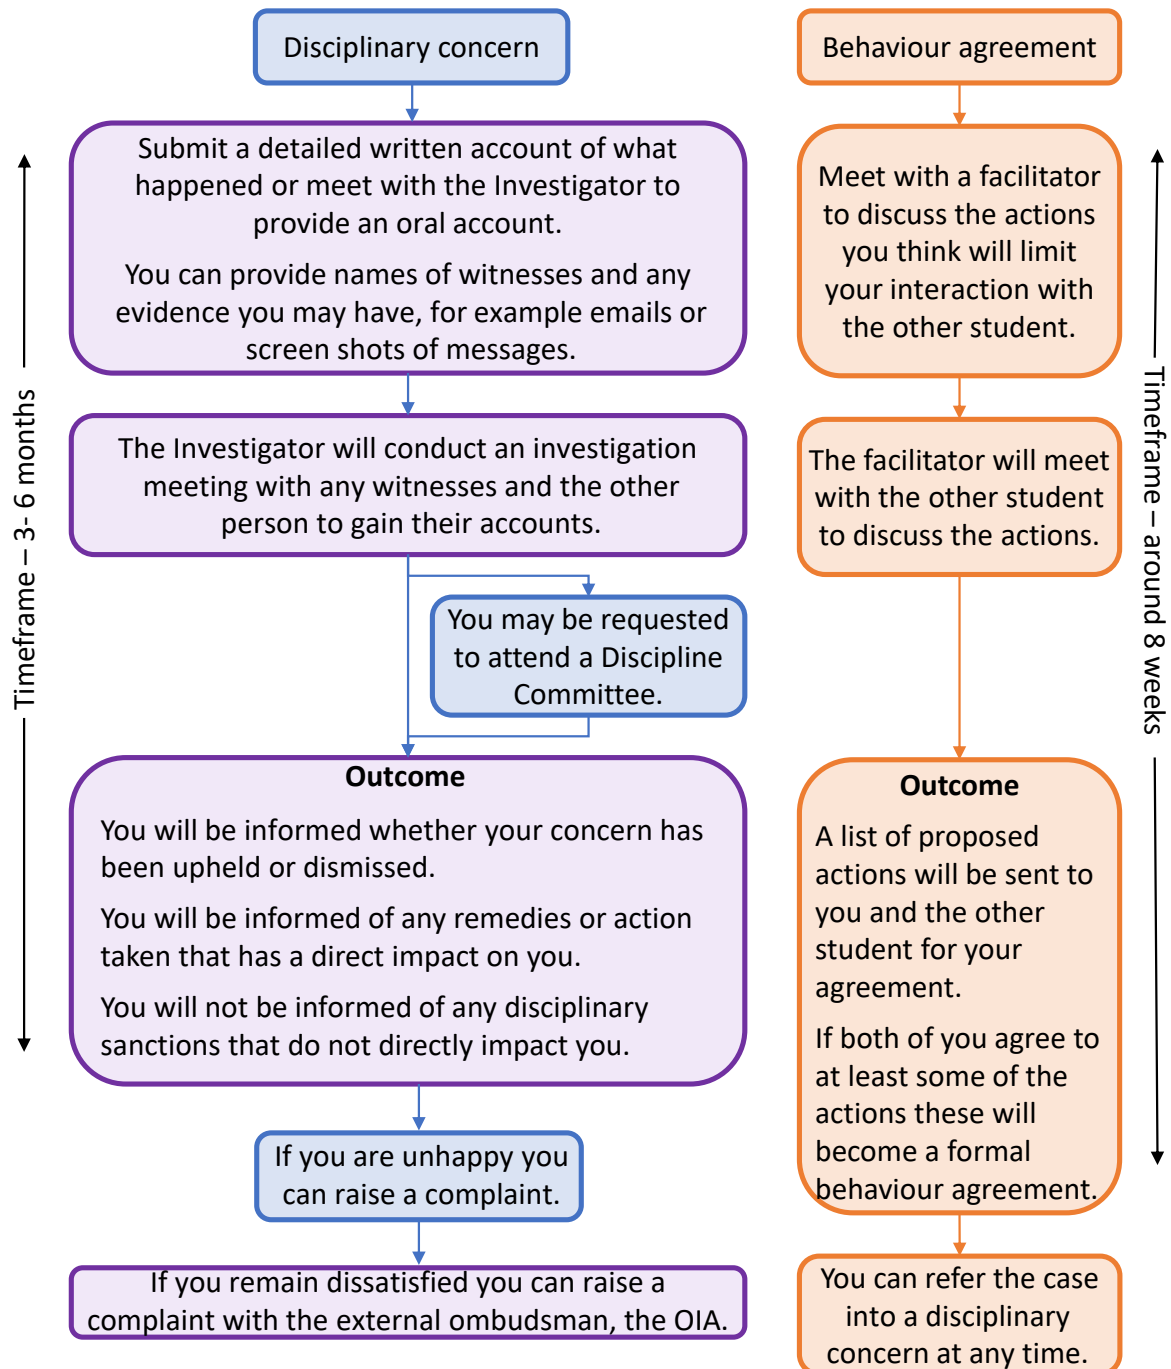 Disciplinary concern
Submit a detailed written account of what
happened or meet with the Investigator to
provide an oral account.
You can provide names of witnesses and any
evidence you may have, for example emails or
screen shots of messages.
The Investigator will conduct an investigation
meeting with any witnesses and the other
person to gain their accounts.
You may be requested
to attend a Discipline
Committee.
Outcome
You will be informed whether your concern has
been upheld or dismissed.
You will be informed of any remedies or action
taken that has a direct impact on you.
You will not be informed of any disciplinary
sanctions that do not directly impact you.
If you are unhappy you
can raise a complaint.
If you remain dissatisfied you can raise a
complaint with the external ombudsman, the OIA.
Timeframe – 3- 6 months
Behaviour agreement
Meet with a facilitator
to discuss the actions
you think will limit
your interaction with
the other student.
The facilitator will meet
with the other student
to discuss the actions.
Outcome
A list of proposed
actions will be sent to
you and the other
student for your
agreement.
If both of you agree to
at least some of the
actions these will
become a formal
behaviour agreement.
You can refer the case
into a disciplinary
concern at any time.
Timeframe – around 8 weeks